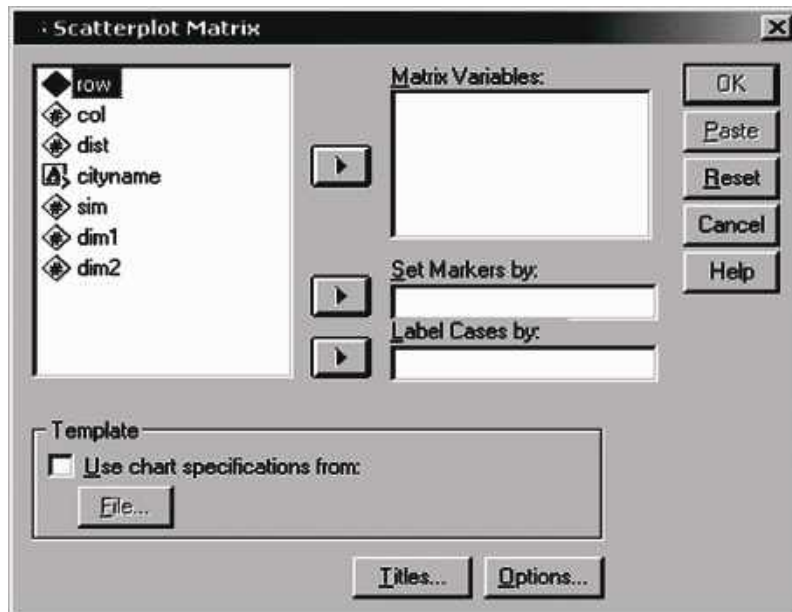 Scatterplot Matrix
row
col
dist
cityname
sim
dim1
dim2
Matrix Variables:
Set Markers by:
Label Cases by:
OK
Paste
Reset
Cancel
Help
Template
Use chart specifications from:
File...
Titles...
Options...